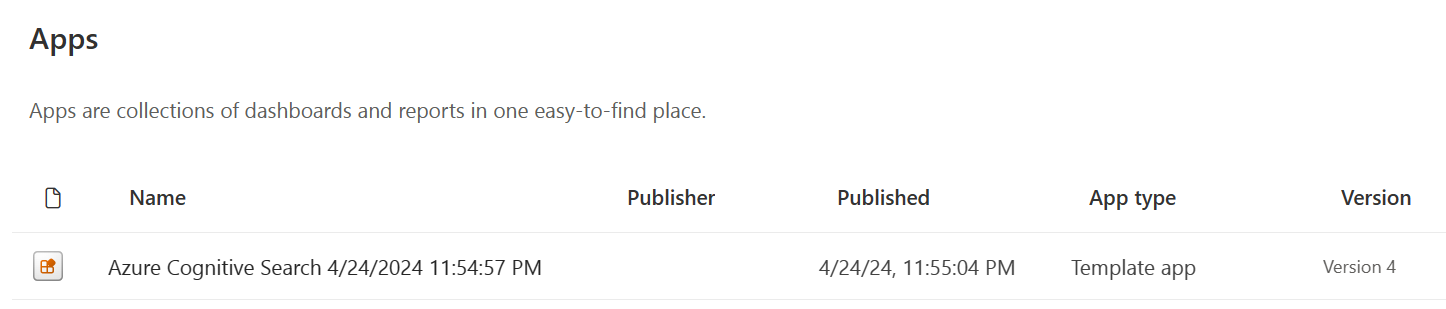 Apps
Apps are collections of dashboards and reports in one easy-to-find place.
Name Publisher Published App type Version
Azure Cognitive Search 4/24/2024 11:54:57 PM 4/24/24, 11:55:04 PM Template app Version 4